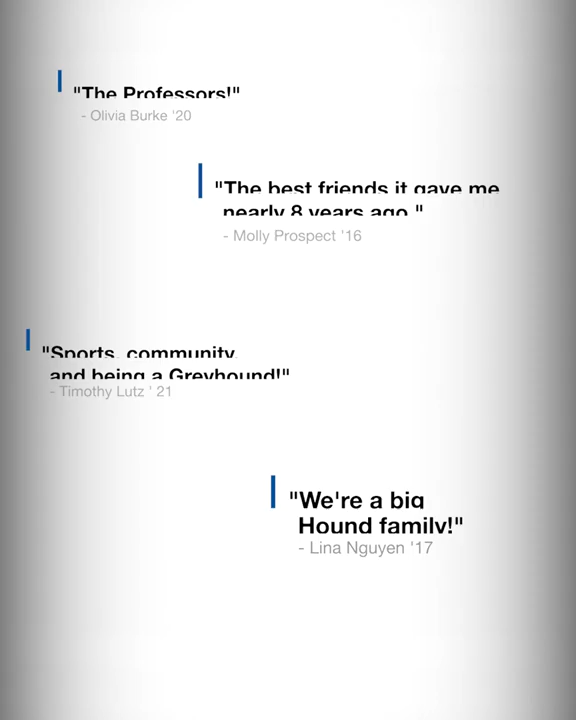 "The Professors!"
- Olivia Burke '20
"The best friends it gave me
nearly 8 years ago."
- Molly Prospect '16
"Sports, community,
and being a Greyhound!"
- Timothy Lutz ' 21
"We're a big
Hound family!"
- Lina Nguyen '17